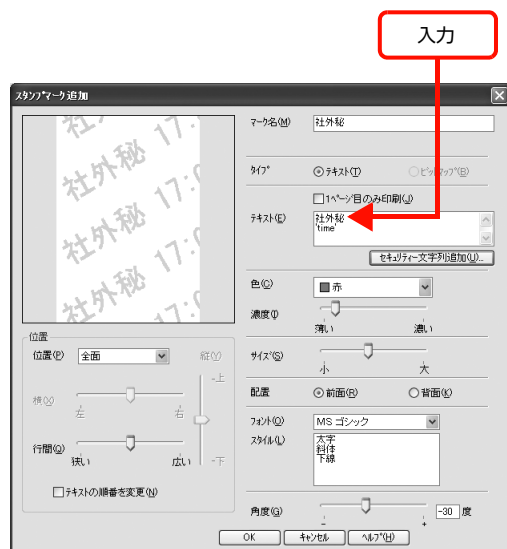 入力
スタンプマーク追加
社外秘 17:
社外秘 17:0
社外秘 17:0
社外秘 17:0
社外秘 17:
マーク名(M)
社外秘
タイプ
テキスト(T)
ビットマップ(B)
1ページ目のみ印刷(J)
テキスト(E)
社外秘
'time'
セキュリティー文字列追加(U)...
色(C)
赤
濃度(I)
薄い
濃い
位置
位置(P)
全面
縦(V)
上
下
横(X)
左
右
行間(Q)
狭い
広い
テキストの順番を変更(N)
サイズ(S)
小
大
配置
前面(R)
背面(K)
フォント(O)
MS ゴシック
スタイル(L)
太字
斜体
下線
角度(G)
-
+
-30 度
OK
キャンセル
ヘルプ(H)